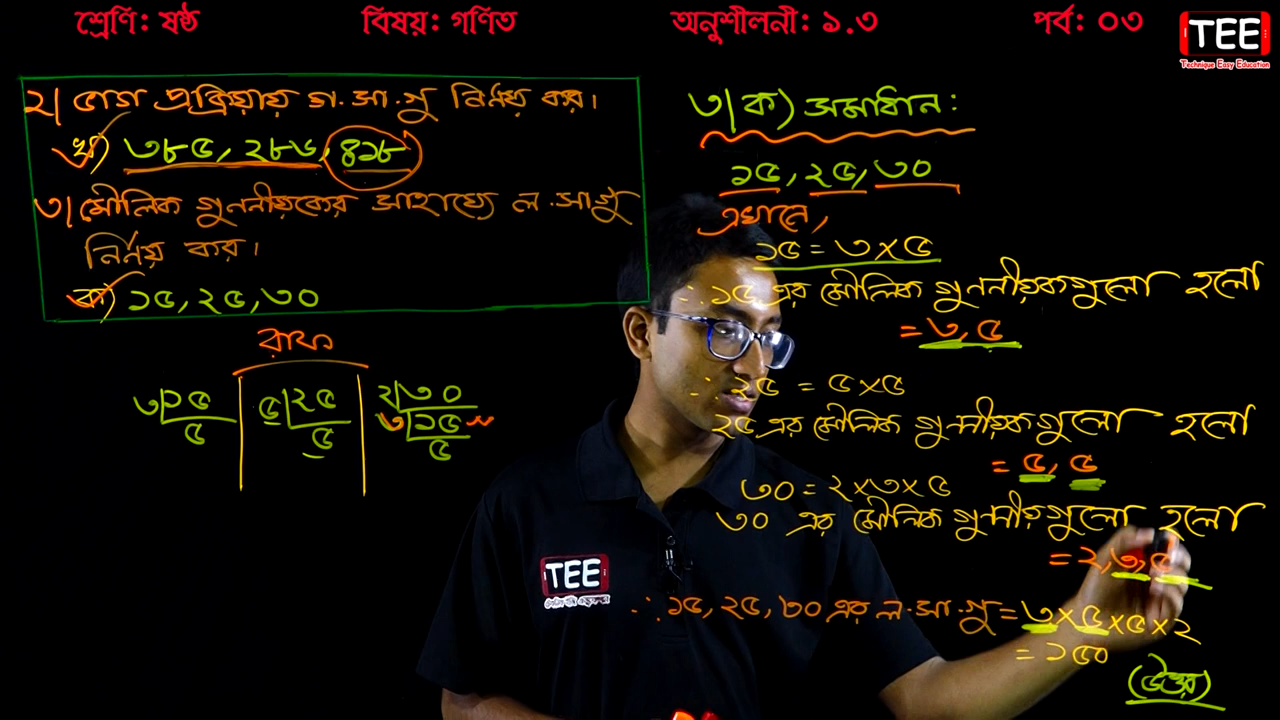 শ্রেণি: ষষ্ঠ
বিষয়: গণিত
অনুশীলনী: ১.৩
পর্ব: ০৩
TEE
Technique Easy Education
২| ভাগ প্রক্রিয়ায় গ.সা.গু নির্ণয় কর।
খ) ৩৮৫, ২৮৬, ৪১৮
৩| মৌলিক গুননীয়কের সাহায্যে ল.সা.গু
নির্ণয় কর।
ক) ১৫, ২৫, ৩০
রাফ
৩|১৫
৫
৫|২৫
৫
২|৩০
৩|১৫
৫
৩|ক) সমাধান:
১৫, ২৫, ৩০
এখানে,
১৫ = ৩×৫
∴ ১৫ এর মৌলিক গুননীয়কগুলো হলো
= ৩, ৫
∴ ২৫ = ৫×৫
২৫ এর মৌলিক গুননীয়কগুলো হলো
= ৫, ৫
৩০ = ২×৩×৫
৩০ এর মৌলিক হলো
= ২, ৩, ৫
∴ ১৫, ২৫, ৩০ এর ল.সা.গু = ৩×৫×৫×২
= ১৫০
(উত্তর)
TEE